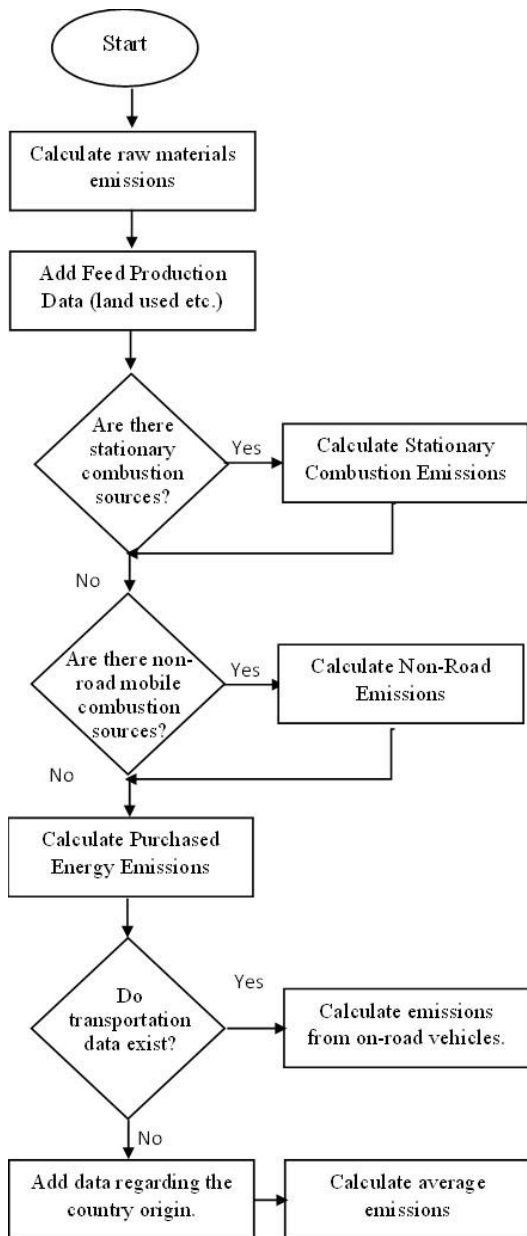 Start
Calculate raw materials
emissions
Add Feed Production
Data (land used etc.)
Are there
stationary
combustion
sources?
Yes
Calculate Stationary
Combustion Emissions
No
Are there non-
road mobile
combustion
sources?
Yes
Calculate Non-Road
Emissions
No
Calculate Purchased
Energy Emissions
Do
transportation
data exist?
Yes
Calculate emissions
from on-road vehicles.
No
Add data regarding the
country origin.
Calculate average
emissions